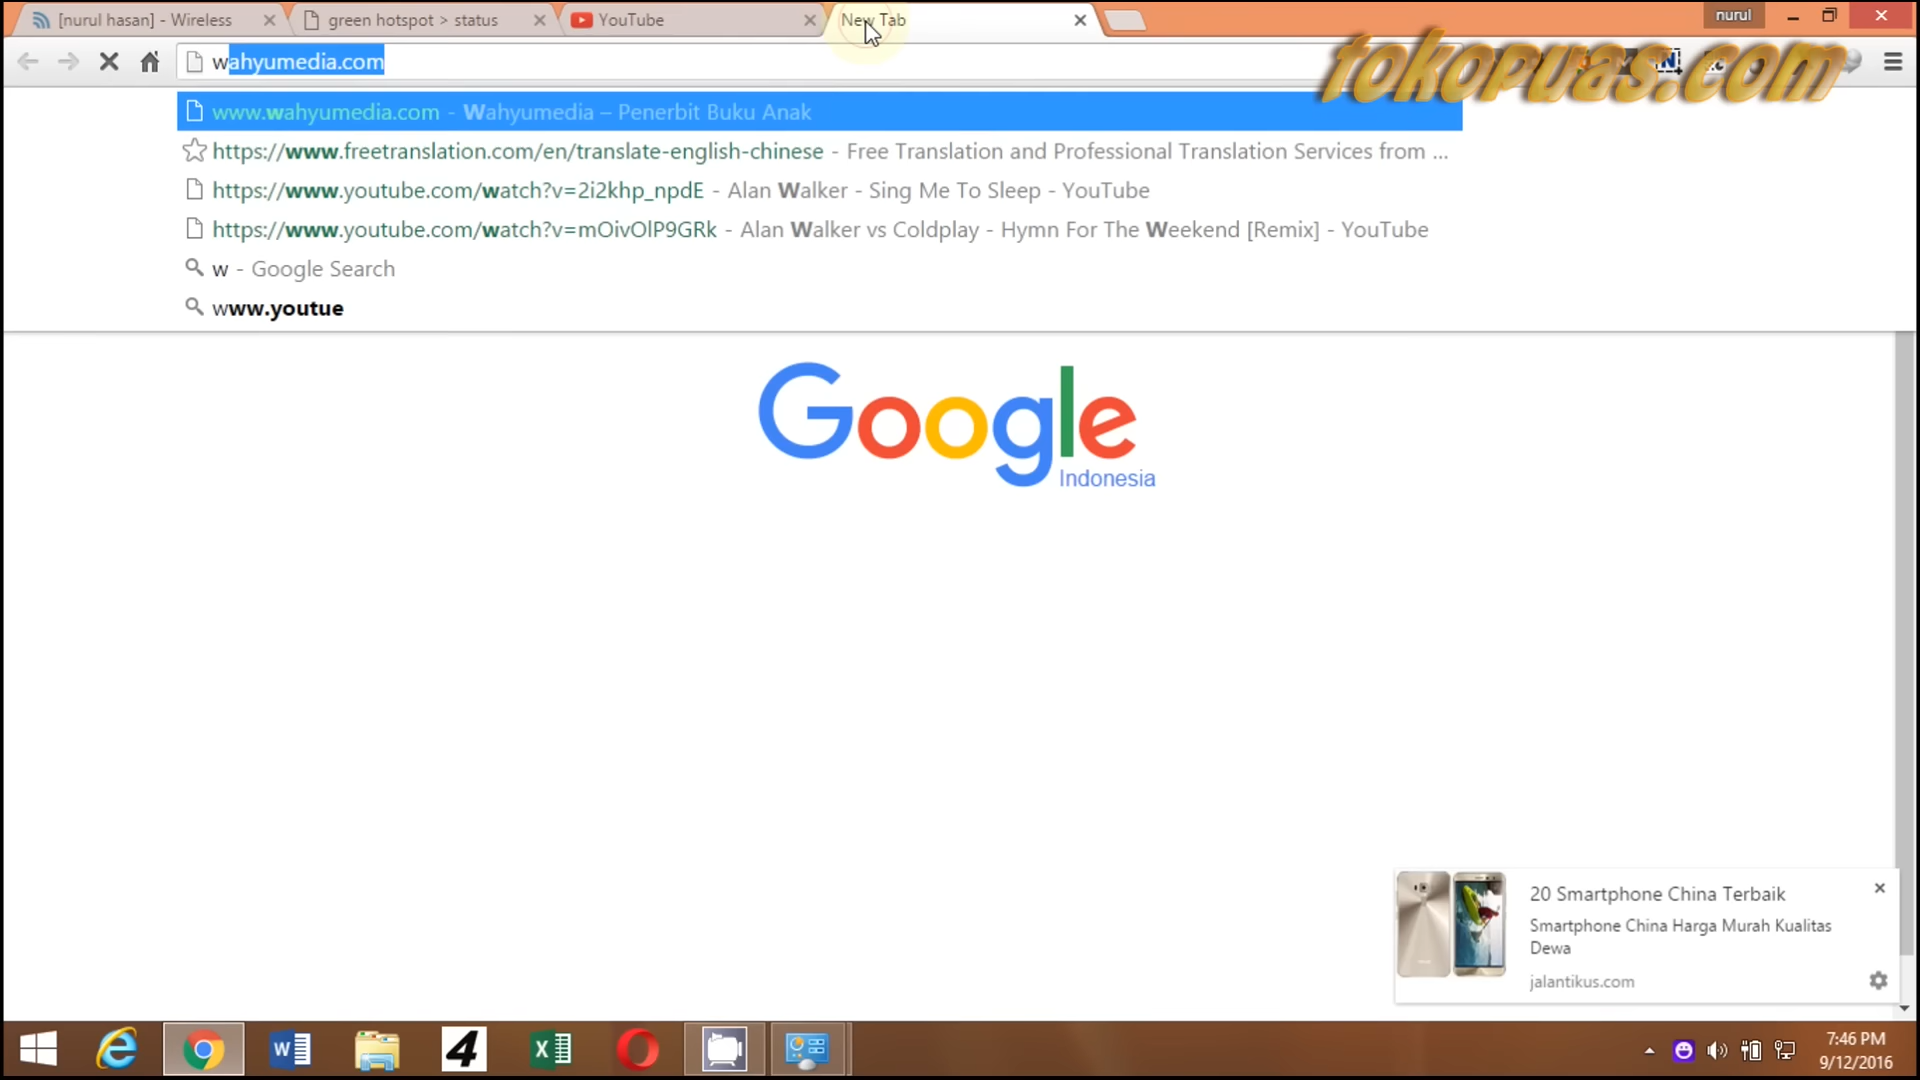 [nurul hasan] - Wireless
green hotspot > status
YouTube
New Tab
nurul
wahyumedia.com
tokopuas.com
www.wahyumedia.com - Wahyumedia – Penerbit Buku Anak
https://www.freetranslation.com/en/translate-english-chinese - Free Translation and Professional Translation Services from ...
https://www.youtube.com/watch?v=2i2khp_npdE - Alan Walker - Sing Me To Sleep - YouTube
https://www.youtube.com/watch?v=mOivOlP9GRk - Alan Walker vs Coldplay - Hymn For The Weekend [Remix] - YouTube
w - Google Search
www.youtue
Google
Indonesia
20 Smartphone China Terbaik
Smartphone China Harga Murah Kualitas
Dewa
jalantikus.com
7:46 PM
9/12/2016